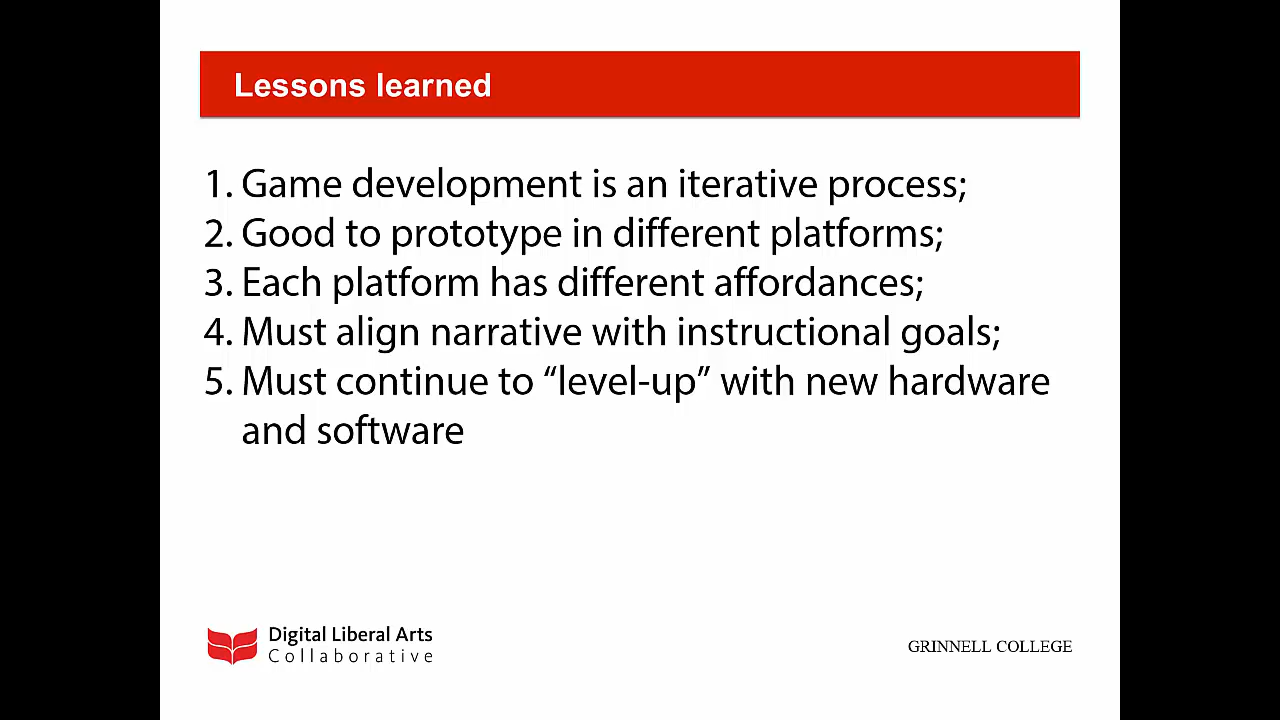 Lessons learned
1. Game development is an iterative process;
2. Good to prototype in different platforms;
3. Each platform has different affordances;
4. Must align narrative with instructional goals;
5. Must continue to “level-up” with new hardware
and software
Digital Liberal Arts
Collaborative
GRINNELL COLLEGE